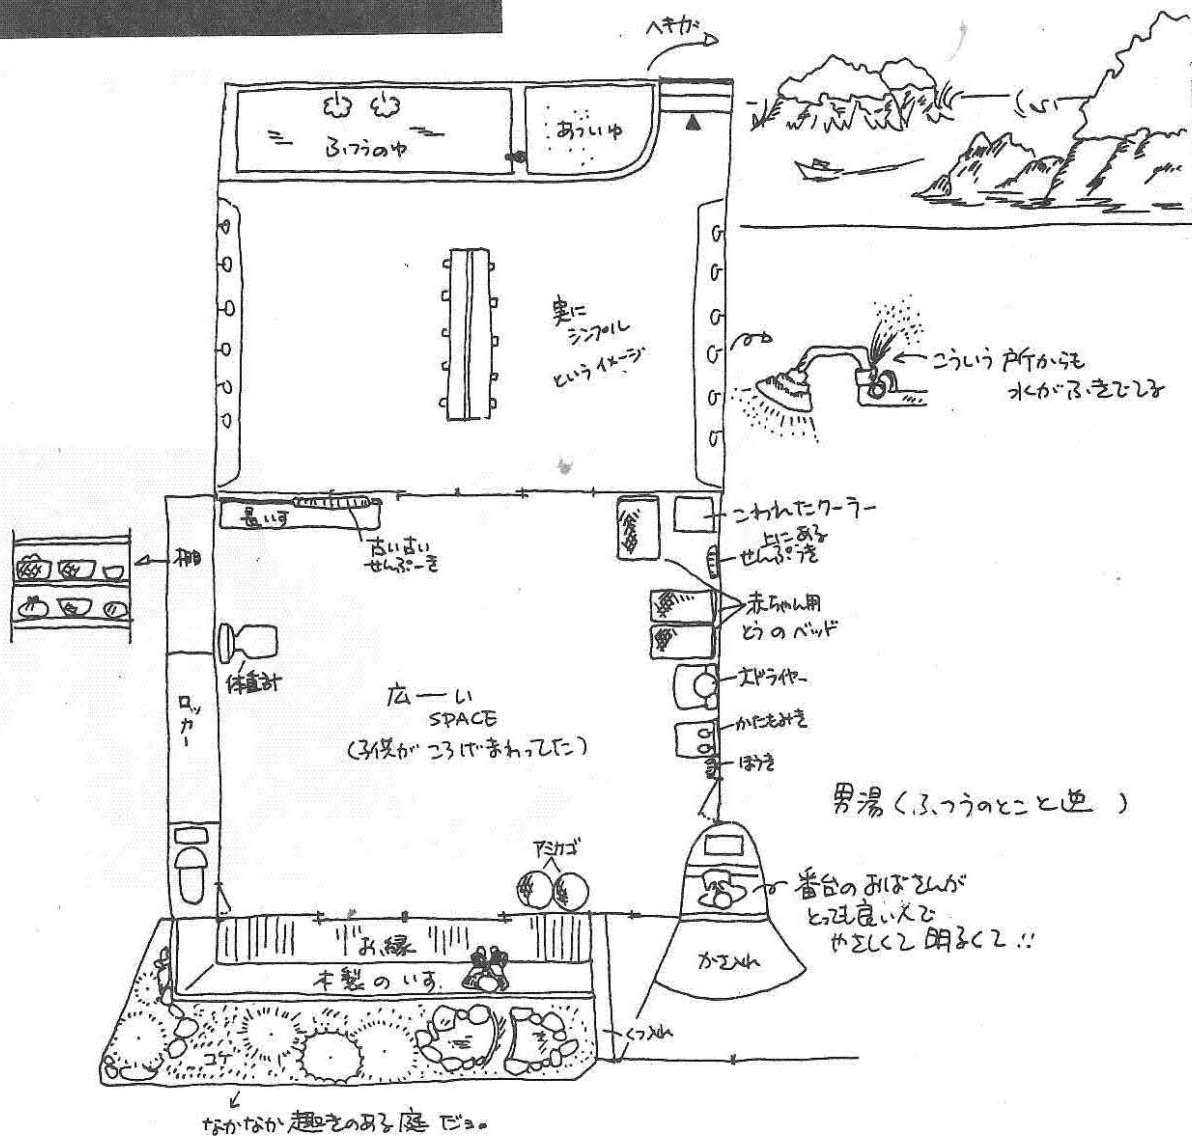 ヘキガ
ふつうのゆ
あついゆ
実に
シンプル
というイメージ
こういう所からも
水がふきでてる
長いす
古い古い
せんぷーき
こわれたクーラー
上にある
せんぷうき
棚
赤ちゃん用
とうのベッド
体重計
大ドライヤー
ロッカー
広ーい
SPACE
(子供がころげまわってた)
かたもみき
ほうき
男湯(ふつうのとこと逆)
アミカゴ
番台のおばさんが
とっても良い人で
やさしくて明るくて!!
お縁
木製のいす
かさ入れ
くつ入れ
コケ
なかなか趣きのある庭だョ。